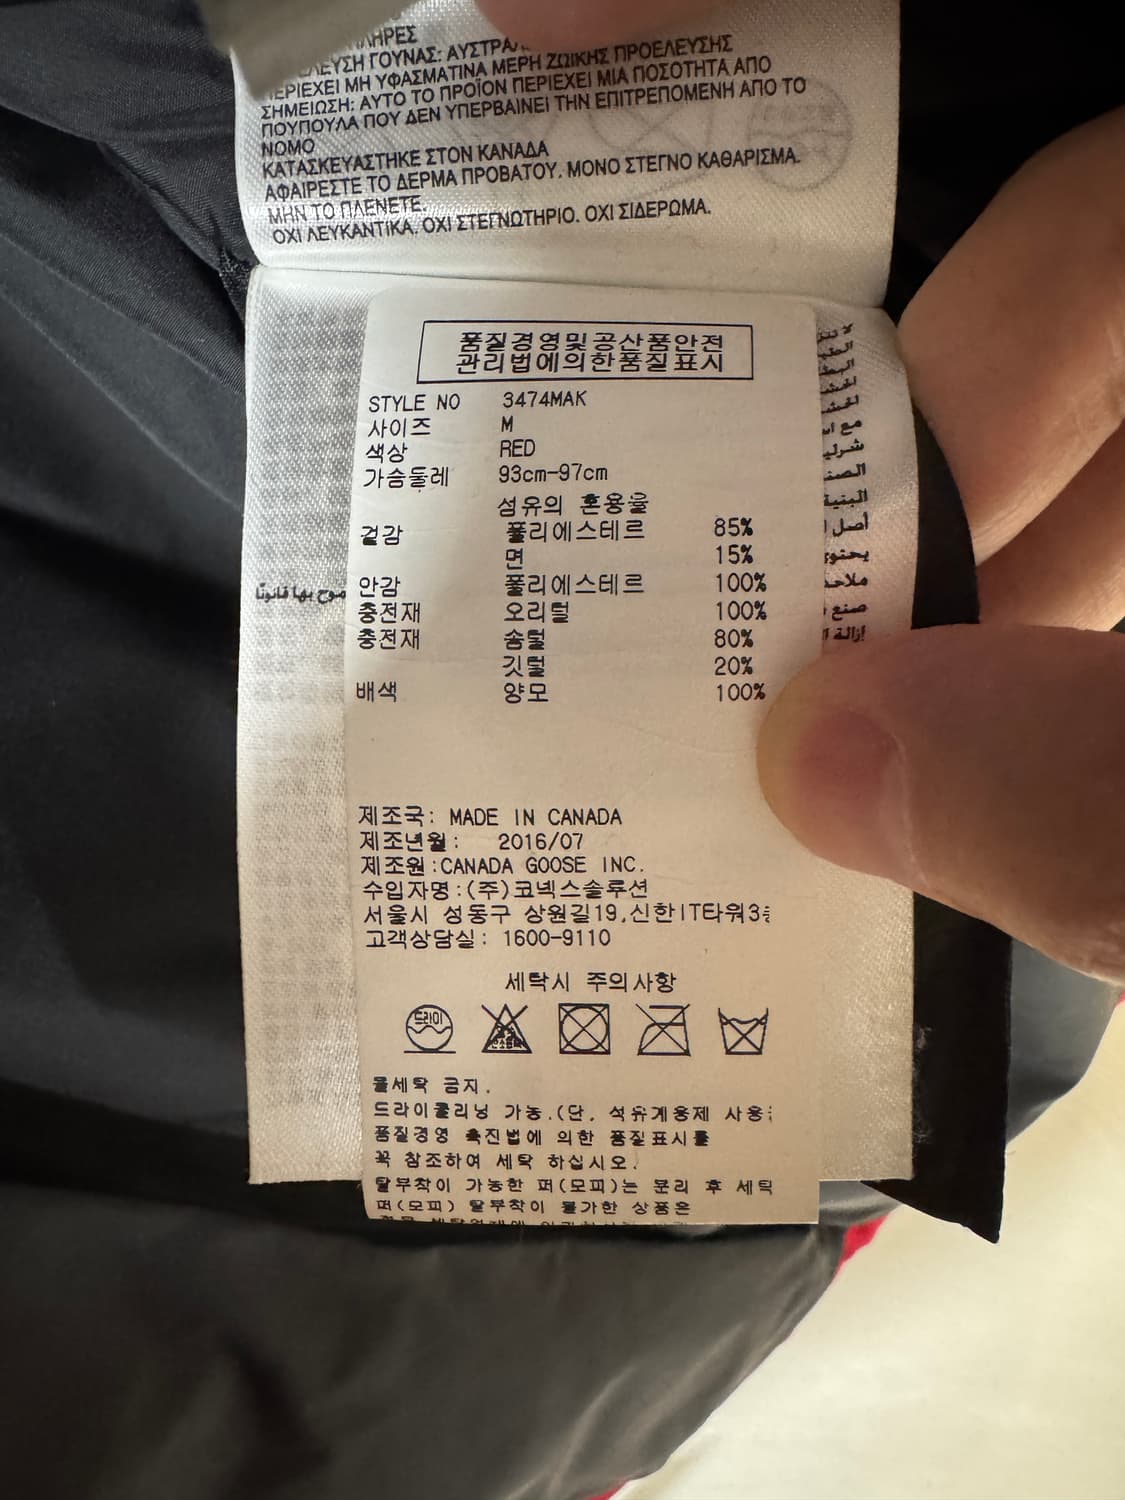 ΓΟΥΝΑΣ:
ΠΕΡΙΕΧΕΙ ΜΗ ΥΦΑΣΜΑΤΙΝΑ ΜΕΡΗ ΖΩΙΚΗΣ ΠΡΟΕΛΕΥΣΗΣ
ΣΗΜΕΙΩΣΗ: ΑΥΤΟ ΤΟ ΠΡΟΪΟΝ ΠΕΡΙΕΧΕΙ ΜΙΑ ΠΟΣΟΤΗΤΑ ΑΠΟ
ΠΟΥΠΟΥΛΑ ΠΟΥ ΔΕΝ ΥΠΕΡΒΑΙΝΕΙ ΤΗΝ ΕΠΙΤΡΕΠΟΜΕΝΗ ΑΠΟ ΤΟ
ΝΟΜΟ
ΚΑΤΑΣΚΕΥΑΣΤΗΚΕ ΣΤΟΝ ΚΑΝΑΔΑ
ΑΦΑΙΡΕΣΤΕ ΤΟ ΔΕΡΜΑ ΠΡΟΒΑΤΟΥ. ΜΟΝΟ ΣΤΕΓΝΟ ΚΑΘΑΡΙΣΜΑ.
ΜΗΝ ΤΟ ΠΛΕΝΕΤΕ.
ΟΧΙ ΛΕΥΚΑΝΤΙΚΑ. ΟΧΙ ΣΤΕΓΝΩΤΗΡΙΟ. ΟΧΙ ΣΙΔΕΡΩΜΑ.
품질경영및공산품안전
관리법에의한품질표시
STYLE NO 3474MAK
사이즈 M
색상 RED
가슴둘레 93cm-97cm
섬유의 혼용율
겉감 폴리에스테르 85%
면 15%
안감 폴리에스테르 100%
충전재 오리털 100%
충전재 솜털 80%
깃털 20%
배색 양모 100%
제조국: MADE IN CANADA
제조년월: 2016/07
제조원:CANADA GOOSE INC.
수입자명:(주)코넥스솔루션
서울시 성동구 상원길19,신한IT타워3층
고객상담실: 1600-9110
세탁시 주의사항
드라이
물세탁 금지.
드라이클리닝 가능.(단, 석유계용제 사용
품질경영 촉진법에 의한 품질표시를
꼭 참조하여 세탁 하십시오.
탈부착이 가능한 퍼(모피)는 분리 후 세탁
퍼(모피) 탈부착이 불가한 상품은